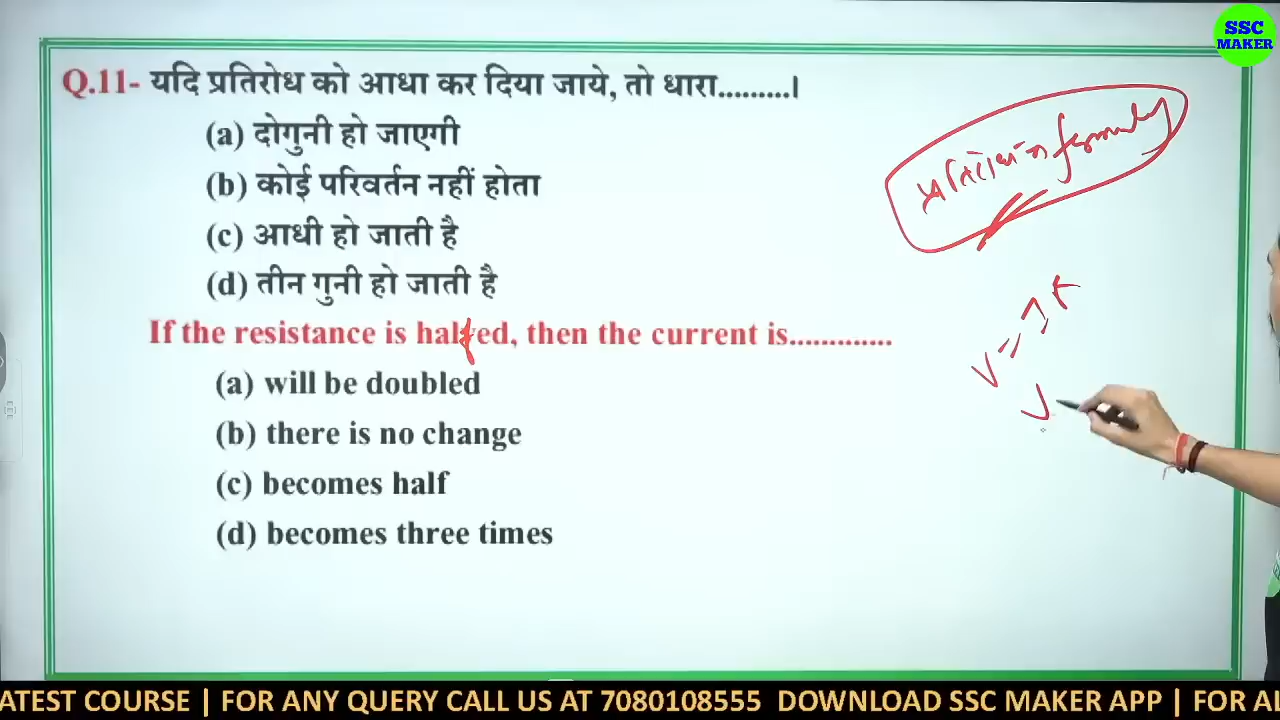 SSC
MAKER
Q.11- यदि प्रतिरोध को आधा कर दिया जाये, तो धारा.........।
(a) दोगुनी हो जाएगी
(b) कोई परिवर्तन नहीं होता
(c) आधी हो जाती है
(d) तीन गुनी हो जाती है
If the resistance is halfed, then the current is.............
(a) will be doubled
(b) there is no change
(c) becomes half
(d) becomes three times
V = I R
V
ATEST COURSE | FOR ANY QUERY CALL US AT 7080108555 DOWNLOAD SSC MAKER APP | FOR AL